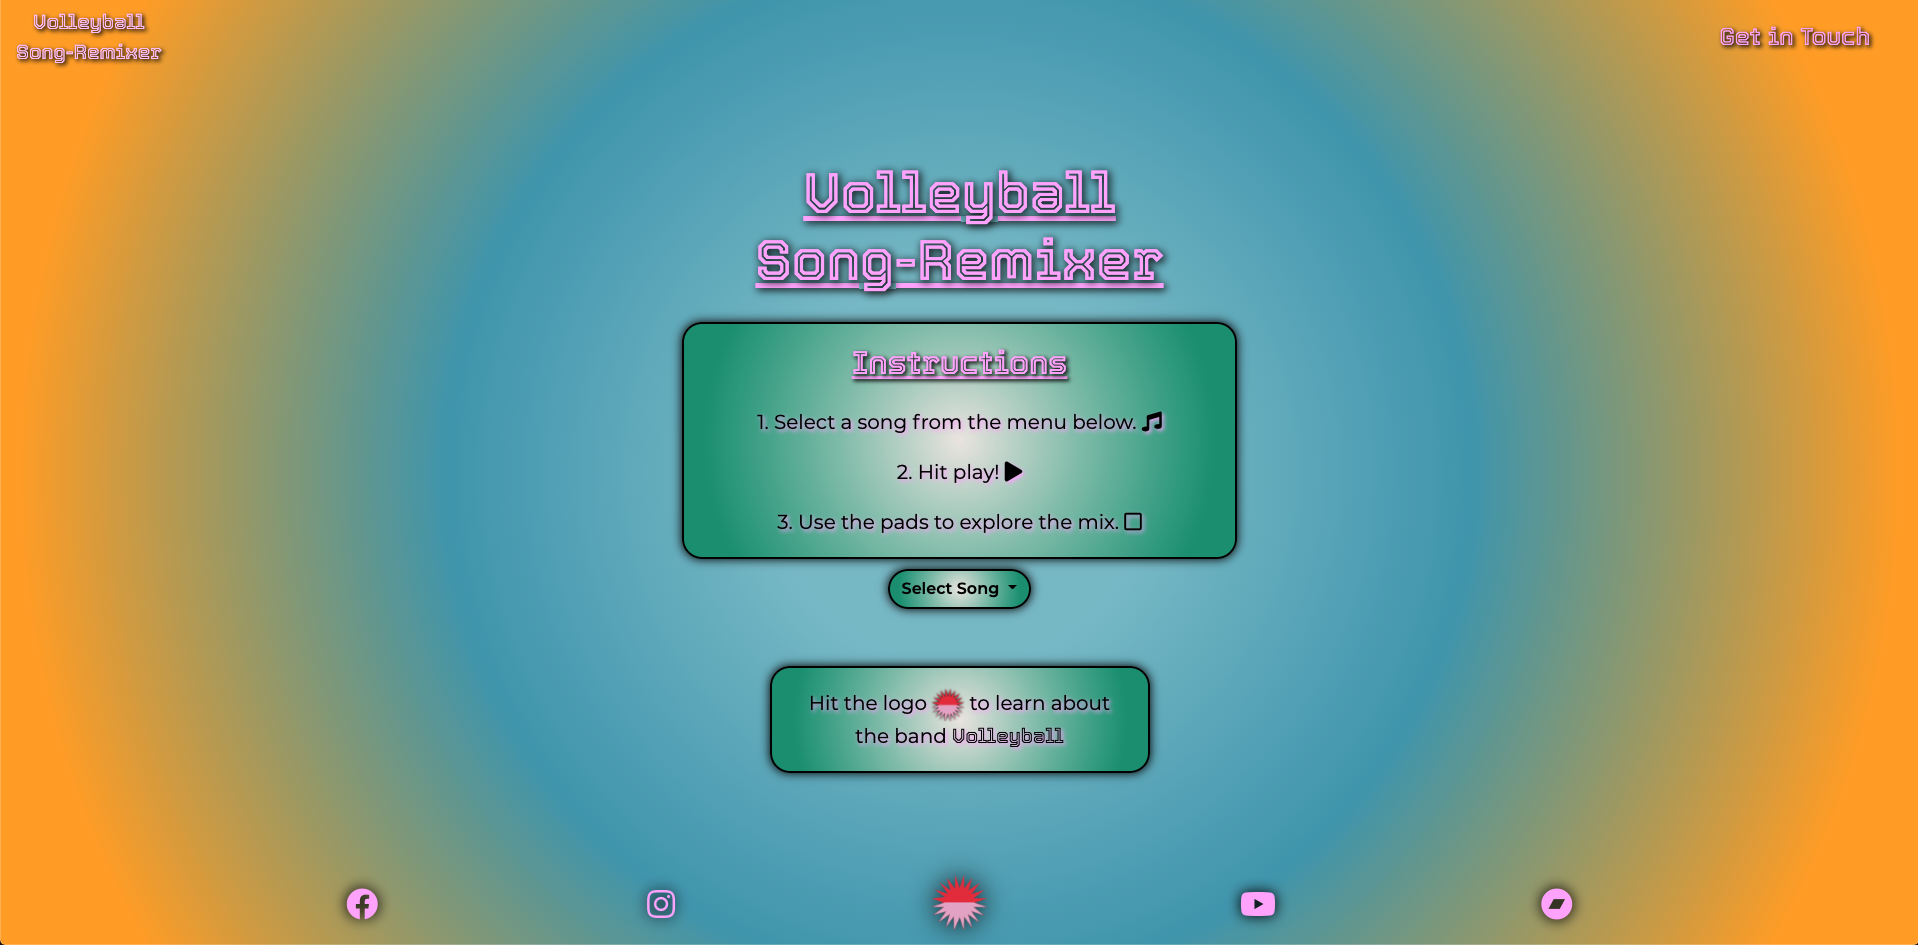 Volleyball
Song-Remixer
Get in Touch
Volleyball
Song-Remixer
Instructions
1. Select a song from the menu below.
2. Hit play!
3. Use the pads to explore the mix.
Select Song
Hit the logo to learn about
the band Volleyball